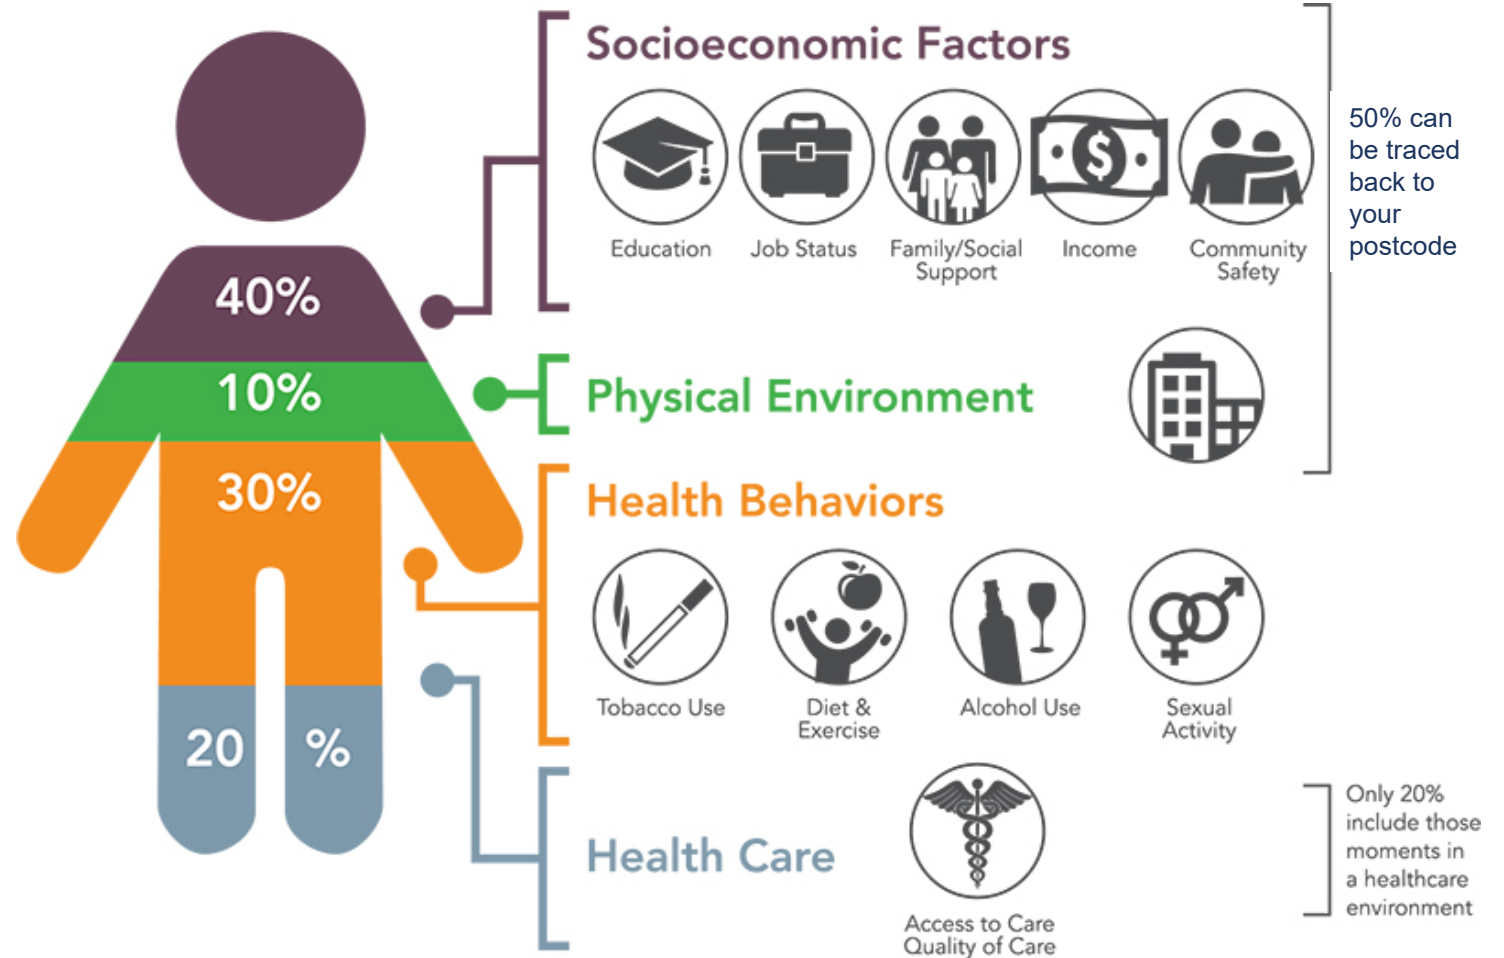 Socioeconomic Factors
Education
Job Status
Family/Social
Support
Income
Community
Safety
50% can
be traced
back to
your
postcode
40%
10%
Physical Environment
30%
Health Behaviors
Tobacco Use
Diet &
Exercise
Alcohol Use
Sexual
Activity
20 %
Health Care
Access to Care
Quality of Care
Only 20%
include those
moments in
a healthcare
environment